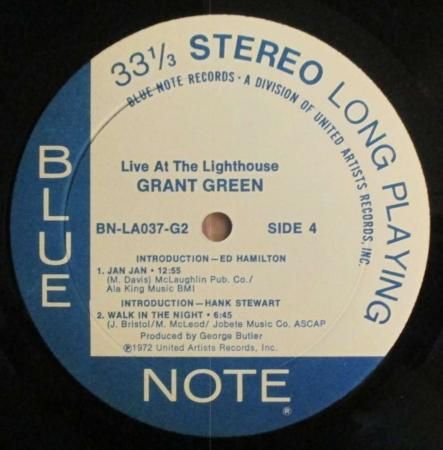 33⅓ STEREO LONG PLAYING
BLUE NOTE RECORDS • A DIVISION OF UNITED ARTISTS RECORDS, INC.
Live At The Lighthouse
GRANT GREEN
BN-LA037-G2 SIDE 4
INTRODUCTION—ED HAMILTON
1. JAN JAN • 12:55
(M. Davis) McLaughlin Pub. Co./
Ala King Music BMI
INTRODUCTION—HANK STEWART
2. WALK IN THE NIGHT • 6:45
(J. Bristol/M. McLeod/ Jobete Music Co. ASCAP
Produced by George Butler
℗1972 United Artists Records, Inc.
BLUE
NOTE®